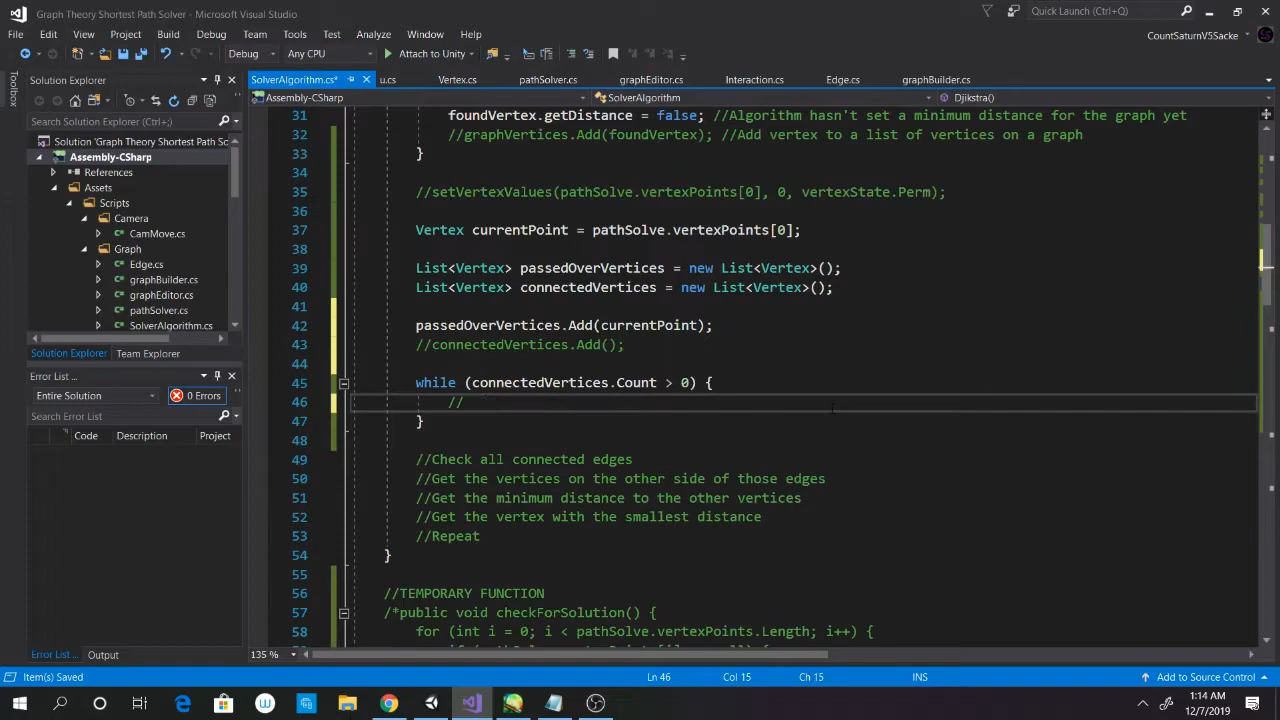 Graph Theory Shortest Path Solver - Microsoft Visual Studio
Quick Launch (Ctrl+Q)
File Edit View Project Build Debug Team Tools Test Analyze Window Help
CountSaturnV5Sacke
Debug Any CPU Attach to Unity
Toolbox
Solution Explorer
Search Solution Explorer (Ctrl+;)
Solution 'Graph Theory Shortest Path So
Assembly-CSharp
References
Assets
Scripts
Camera
CamMove.cs
Graph
Edge.cs
graphBuilder.cs
graphEditor.cs
pathSolver.cs
SolverAlgorithm.cs
Solution Explorer Team Explorer
Error List ...
Entire Solution 0 Errors
Search Error List
Code Description Project
Error List ... Output
SolverAlgorithm.cs* u.cs Vertex.cs pathSolver.cs graphEditor.cs Interaction.cs Edge.cs graphBuilder.cs
Assembly-CSharp SolverAlgorithm Djikstra()
31 foundVertex.getDistance = false; //Algorithm hasn't set a minimum distance for the graph yet
32 //graphVertices.Add(foundVertex); //Add vertex to a list of vertices on a graph
33 }
34
35 //setVertexValues(pathSolve.vertexPoints[0], 0, vertexState.Perm);
36
37 Vertex currentPoint = pathSolve.vertexPoints[0];
38
39 List<Vertex> passedOverVertices = new List<Vertex>();
40 List<Vertex> connectedVertices = new List<Vertex>();
41
42 passedOverVertices.Add(currentPoint);
43 //connectedVertices.Add();
44
45 while (connectedVertices.Count > 0) {
46 //
47 }
48
49 //Check all connected edges
50 //Get the vertices on the other side of those edges
51 //Get the minimum distance to the other vertices
52 //Get the vertex with the smallest distance
53 //Repeat
54 }
55
56 //TEMPORARY FUNCTION
57 /*public void checkForSolution() {
58 for (int i = 0; i < pathSolve.vertexPoints.Length; i++) {
135 %
Item(s) Saved Ln 46 Col 15 Ch 15 INS Add to Source Control
1:14 AM
12/7/2019